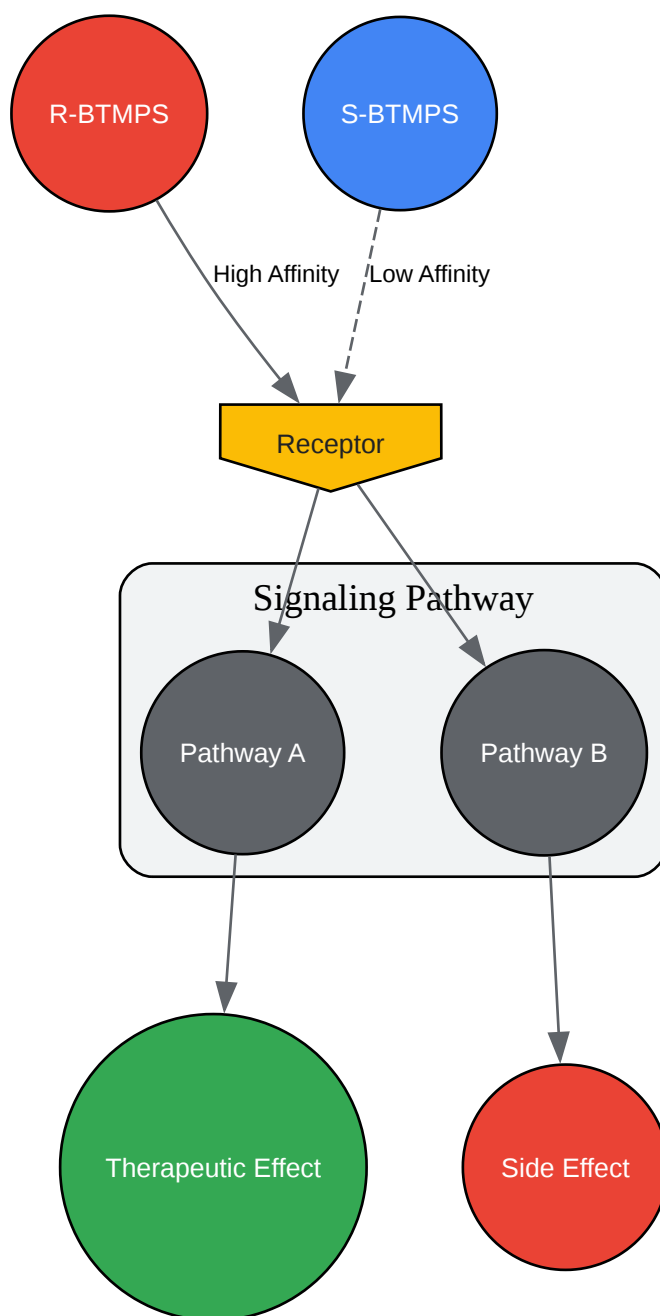 R-BTMPS
S-BTMPS
High Affinity
Low Affinity
Receptor
Signaling Pathway
Pathway A
Pathway B
Therapeutic Effect
Side Effect